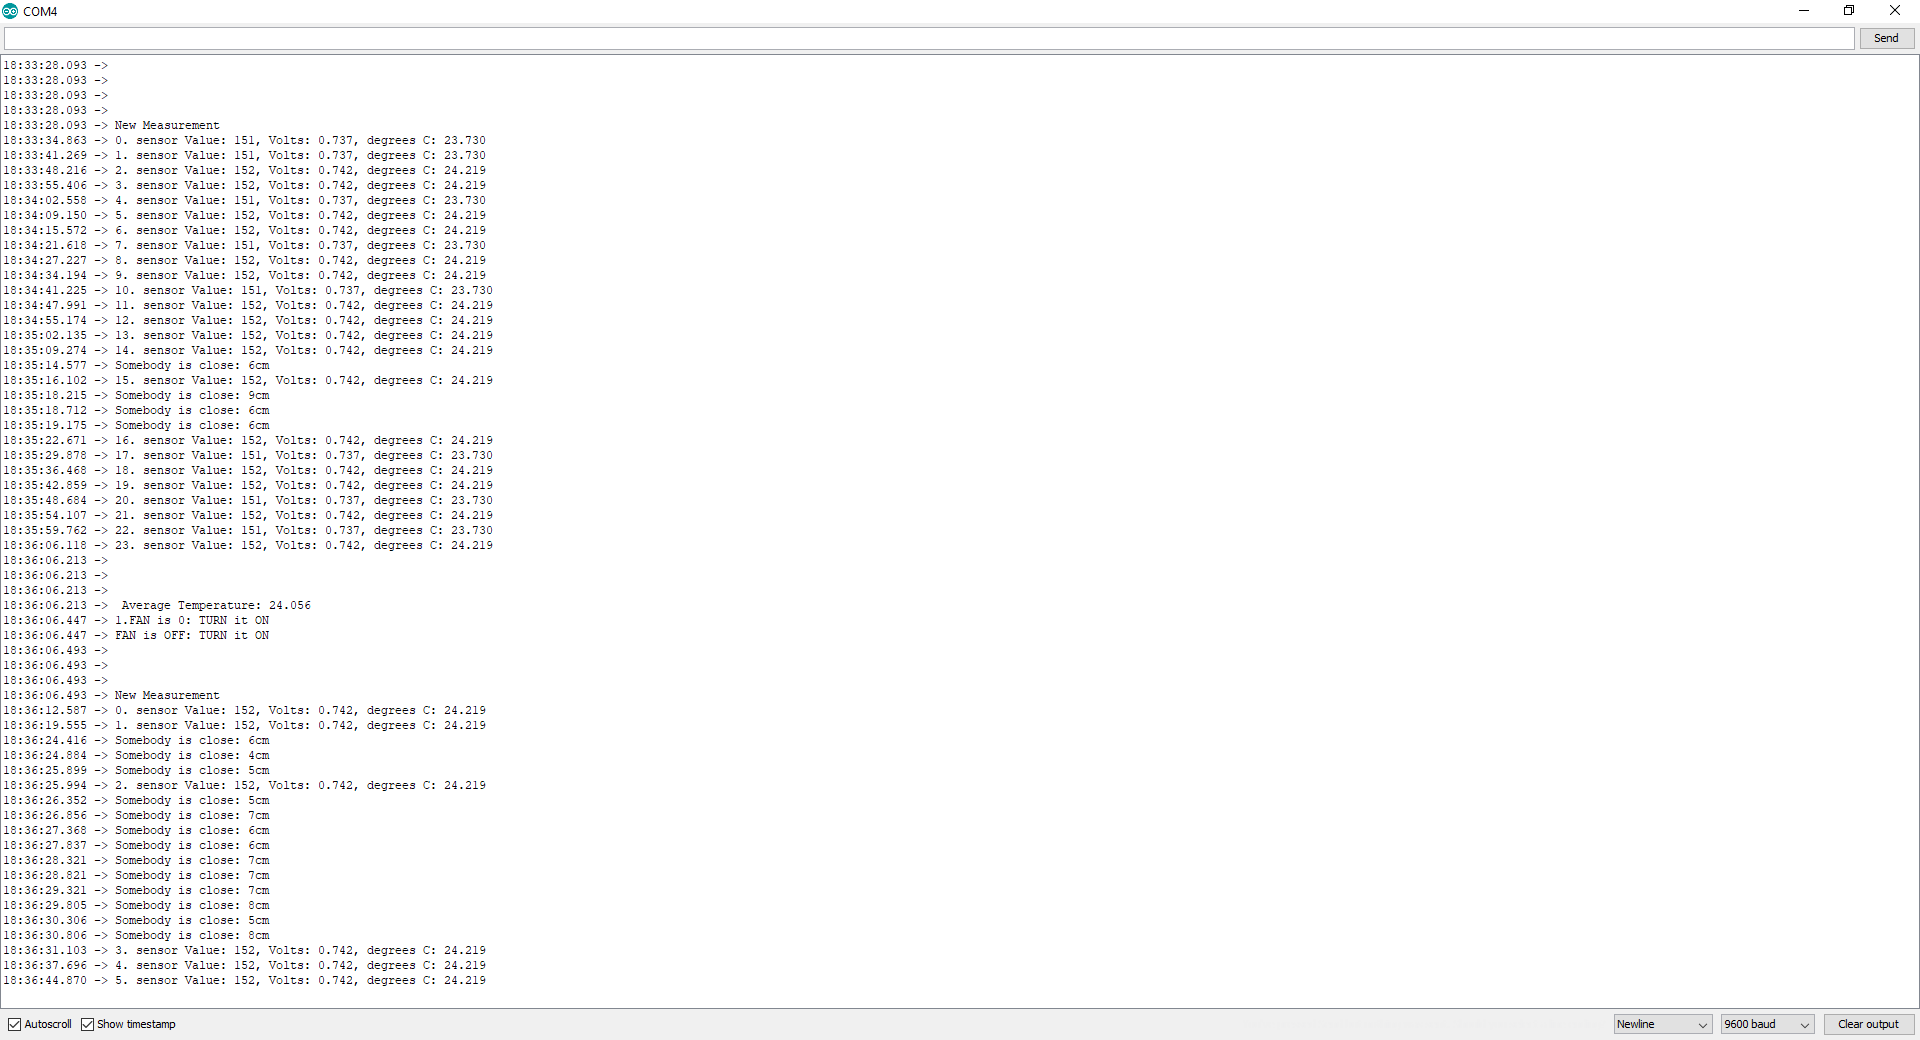 COM4
Send
18:33:28.093 ->
18:33:28.093 ->
18:33:28.093 ->
18:33:28.093 ->
18:33:28.093 -> New Measurement
18:33:34.863 -> 0. sensor Value: 151, Volts: 0.737, degrees C: 23.730
18:33:41.269 -> 1. sensor Value: 151, Volts: 0.737, degrees C: 23.730
18:33:48.216 -> 2. sensor Value: 152, Volts: 0.742, degrees C: 24.219
18:33:55.406 -> 3. sensor Value: 152, Volts: 0.742, degrees C: 24.219
18:34:02.558 -> 4. sensor Value: 151, Volts: 0.737, degrees C: 23.730
18:34:09.150 -> 5. sensor Value: 152, Volts: 0.742, degrees C: 24.219
18:34:15.572 -> 6. sensor Value: 152, Volts: 0.742, degrees C: 24.219
18:34:21.618 -> 7. sensor Value: 151, Volts: 0.737, degrees C: 23.730
18:34:27.227 -> 8. sensor Value: 152, Volts: 0.742, degrees C: 24.219
18:34:34.194 -> 9. sensor Value: 152, Volts: 0.742, degrees C: 24.219
18:34:41.225 -> 10. sensor Value: 151, Volts: 0.737, degrees C: 23.730
18:34:47.991 -> 11. sensor Value: 152, Volts: 0.742, degrees C: 24.219
18:34:55.174 -> 12. sensor Value: 152, Volts: 0.742, degrees C: 24.219
18:35:02.135 -> 13. sensor Value: 152, Volts: 0.742, degrees C: 24.219
18:35:09.274 -> 14. sensor Value: 152, Volts: 0.742, degrees C: 24.219
18:35:14.577 -> Somebody is close: 6cm
18:35:16.102 -> 15. sensor Value: 152, Volts: 0.742, degrees C: 24.219
18:35:18.215 -> Somebody is close: 9cm
18:35:18.712 -> Somebody is close: 6cm
18:35:19.175 -> Somebody is close: 6cm
18:35:22.671 -> 16. sensor Value: 152, Volts: 0.742, degrees C: 24.219
18:35:29.878 -> 17. sensor Value: 151, Volts: 0.737, degrees C: 23.730
18:35:36.468 -> 18. sensor Value: 152, Volts: 0.742, degrees C: 24.219
18:35:42.859 -> 19. sensor Value: 152, Volts: 0.742, degrees C: 24.219
18:35:48.684 -> 20. sensor Value: 151, Volts: 0.737, degrees C: 23.730
18:35:54.107 -> 21. sensor Value: 152, Volts: 0.742, degrees C: 24.219
18:35:59.762 -> 22. sensor Value: 151, Volts: 0.737, degrees C: 23.730
18:36:06.118 -> 23. sensor Value: 152, Volts: 0.742, degrees C: 24.219
18:36:06.213 ->
18:36:06.213 ->
18:36:06.213 ->
18:36:06.213 ->  Average Temperature: 24.056
18:36:06.447 -> 1.FAN is 0: TURN it ON
18:36:06.447 -> FAN is OFF: TURN it ON
18:36:06.493 ->
18:36:06.493 ->
18:36:06.493 ->
18:36:06.493 -> New Measurement
18:36:12.587 -> 0. sensor Value: 152, Volts: 0.742, degrees C: 24.219
18:36:19.555 -> 1. sensor Value: 152, Volts: 0.742, degrees C: 24.219
18:36:24.416 -> Somebody is close: 6cm
18:36:24.884 -> Somebody is close: 4cm
18:36:25.899 -> Somebody is close: 5cm
18:36:25.994 -> 2. sensor Value: 152, Volts: 0.742, degrees C: 24.219
18:36:26.352 -> Somebody is close: 5cm
18:36:26.856 -> Somebody is close: 7cm
18:36:27.368 -> Somebody is close: 6cm
18:36:27.837 -> Somebody is close: 6cm
18:36:28.321 -> Somebody is close: 7cm
18:36:28.821 -> Somebody is close: 7cm
18:36:29.321 -> Somebody is close: 7cm
18:36:29.805 -> Somebody is close: 8cm
18:36:30.306 -> Somebody is close: 5cm
18:36:30.806 -> Somebody is close: 8cm
18:36:31.103 -> 3. sensor Value: 152, Volts: 0.742, degrees C: 24.219
18:36:37.696 -> 4. sensor Value: 152, Volts: 0.742, degrees C: 24.219
18:36:44.870 -> 5. sensor Value: 152, Volts: 0.742, degrees C: 24.219
Autoscroll Show timestamp Newline 9600 baud Clear output